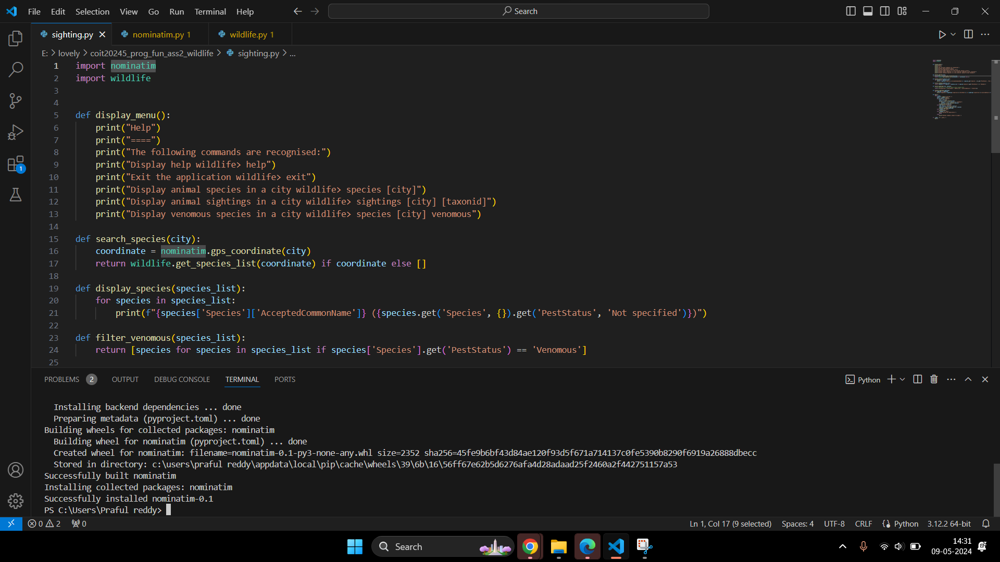 File Edit Selection View Go Run Terminal Help Search
sighting.py nominatim.py 1 wildlife.py 1
E: > lovely > coit20245_prog_fun_ass2_wildlife > sighting.py > ...
1 import nominatim
2 import wildlife
3
4
5 def display_menu():
6 print("Help")
7 print("====")
8 print("The following commands are recognised:")
9 print("Display help wildlife> help")
10 print("Exit the application wildlife> exit")
11 print("Display animal species in a city wildlife> species [city]")
12 print("Display animal sightings in a city wildlife> sightings [city] [taxonid]")
13 print("Display venomous species in a city wildlife> species [city] venomous")
14
15 def search_species(city):
16 coordinate = nominatim.gps_coordinate(city)
17 return wildlife.get_species_list(coordinate) if coordinate else []
18
19 def display_species(species_list):
20 for species in species_list:
21 print(f"{species['Species']['AcceptedCommonName']} ({species.get('Species', {}).get('PestStatus', 'Not specified')})")
22
23 def filter_venomous(species_list):
24 return [species for species in species_list if species['Species'].get('PestStatus') == 'Venomous']
25
PROBLEMS 2 OUTPUT DEBUG CONSOLE TERMINAL PORTS Python
Installing backend dependencies ... done
Preparing metadata (pyproject.toml) ... done
Building wheels for collected packages: nominatim
Building wheel for nominatim (pyproject.toml) ... done
Created wheel for nominatim: filename=nominatim-0.1-py3-none-any.whl size=2352 sha256=45fe9b6bf43d84ae120f93d5f671a714137c0fe5390b8290f6919a26888dbecc
Stored in directory: c:\users\praful reddy\appdata\local\pip\cache\wheels\39\6b\16\56ff67e62b5d6276afa4d28adaad25f2460a2f442751157a53
Successfully built nominatim
Installing collected packages: nominatim
Successfully installed nominatim-0.1
PS C:\Users\Praful reddy>
0 2 0 Ln 1, Col 17 (9 selected) Spaces: 4 UTF-8 CRLF Python 3.12.2 64-bit
1
Search
14:31
09-05-2024